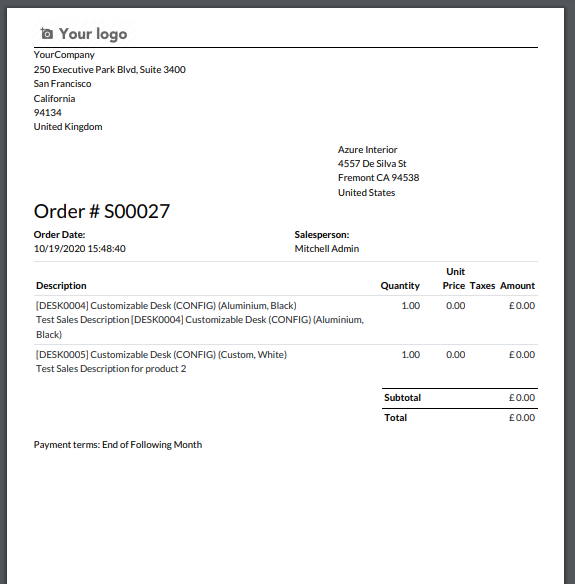 Your logo
YourCompany
250 Executive Park Blvd, Suite 3400
San Francisco
California
94134
United Kingdom
Azure Interior
4557 De Silva St
Fremont CA 94538
United States
Order # S00027
Order Date: Salesperson:
10/19/2020 15:48:40 Mitchell Admin
Unit
Description Quantity Price Taxes Amount
[DESK0004] Customizable Desk (CONFIG) (Aluminium, Black) 1.00 0.00 £0.00
Test Sales Description [DESK0004] Customizable Desk (CONFIG) (Aluminium,
Black)
[DESK0005] Customizable Desk (CONFIG) (Custom, White) 1.00 0.00 £0.00
Test Sales Description for product 2
Subtotal £0.00
Total £0.00
Payment terms: End of Following Month